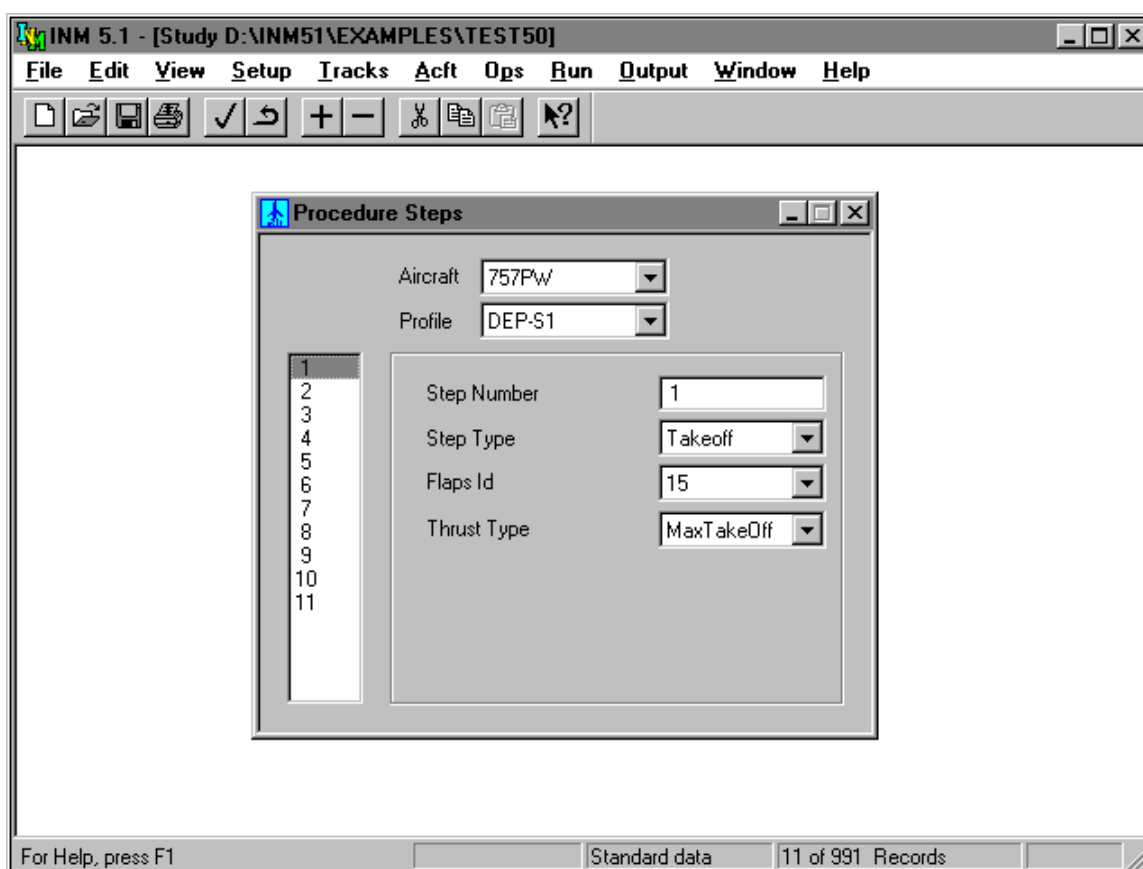 INM 5.1 - [Study D:\INM51\EXAMPLES\TEST50]
File Edit View Setup Tracks Acft Ops Run Output Window Help
Procedure Steps
Aircraft 757PW
Profile DEP-S1
1
2
3
4
5
6
7
8
9
10
11
Step Number 1
Step Type Takeoff
Flaps Id 15
Thrust Type MaxTakeOff
For Help, press F1 Standard data 11 of 991 Records